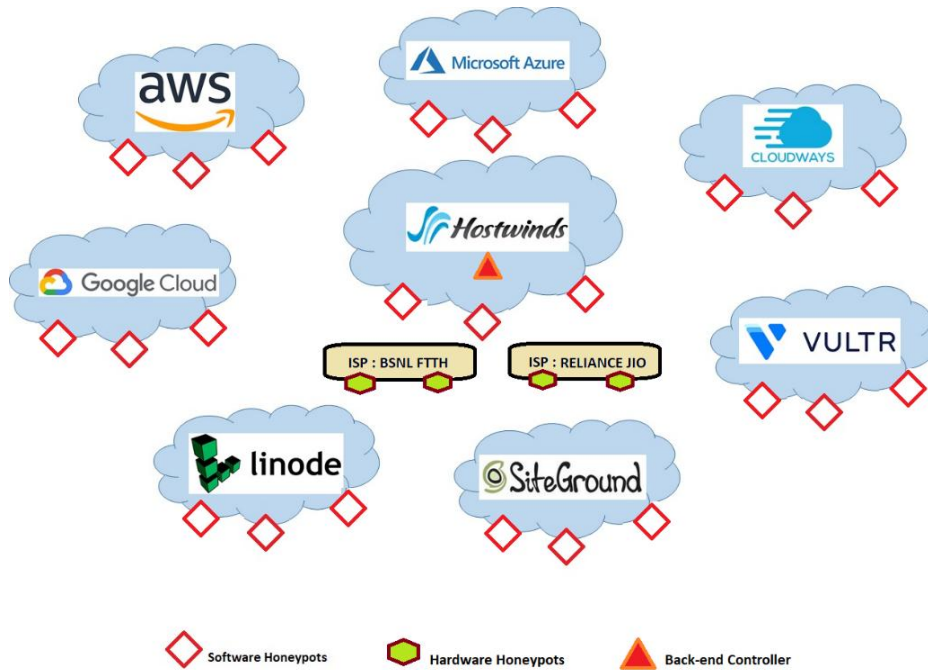 aws
Microsoft Azure
CLOUDWAYS
Hostwinds
Google Cloud
VULTR
ISP : BSNL FTTH
ISP : RELIANCE JIO
linode
SiteGround
Software Honeypots
Hardware Honeypots
Back-end Controller